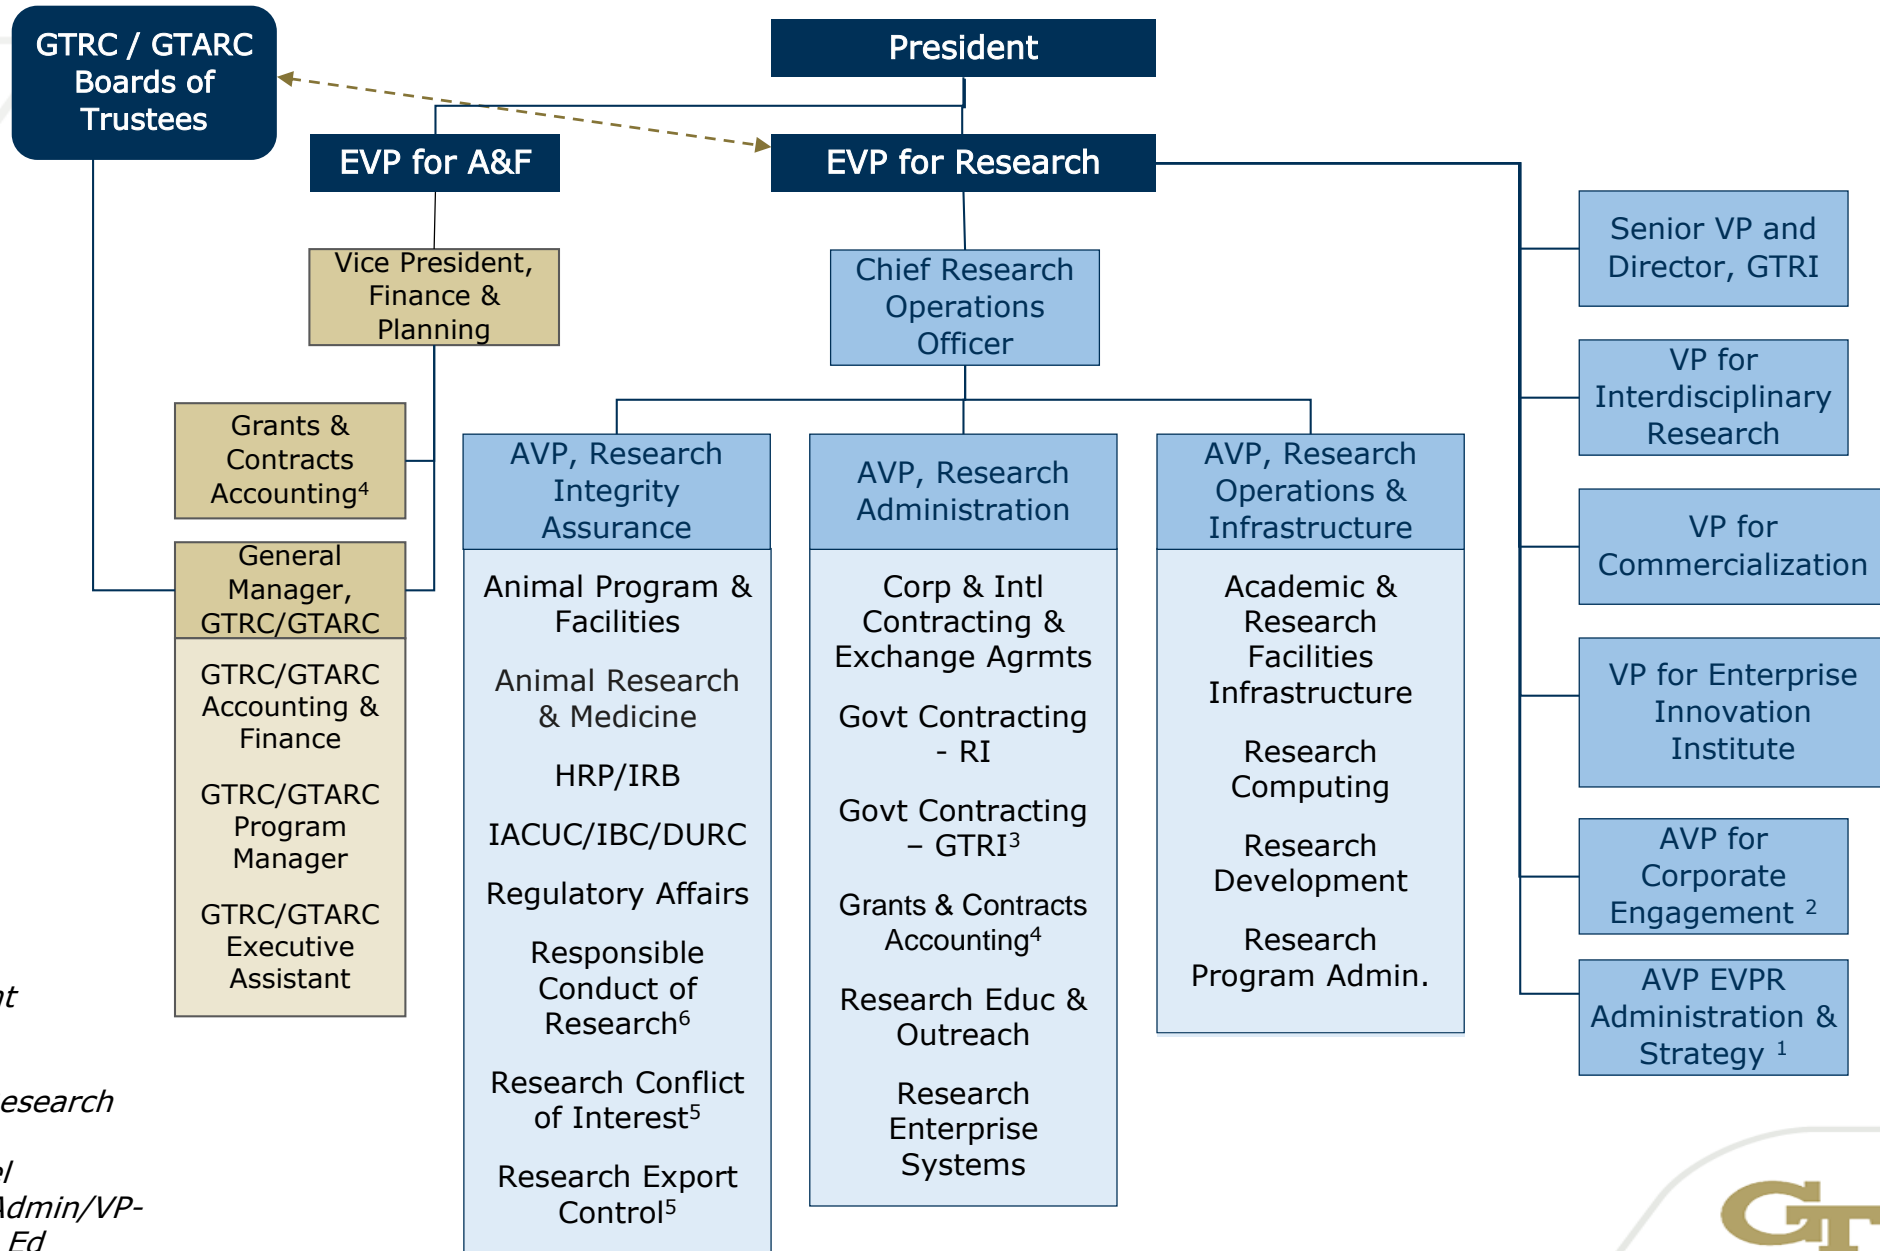 GTRC / GTARC
Boards of
Trustees
President
EVP for A&F
EVP for Research
Vice President,
Finance &
Planning
Grants &
Contracts
Accounting⁴
General
Manager,
GTRC/GTARC
GTRC/GTARC
Accounting &
Finance
GTRC/GTARC
Program
Manager
GTRC/GTARC
Executive
Assistant
Chief Research
Operations
Officer
AVP, Research
Integrity
Assurance
Animal Program &
Facilities
Animal Research
& Medicine
HRP/IRB
IACUC/IBC/DURC
Regulatory Affairs
Responsible
Conduct of
Research⁶
Research Conflict
of Interest⁵
Research Export
Control⁵
AVP, Research
Administration
Corp & Intl
Contracting &
Exchange Agrmts
Govt Contracting
- RI
Govt Contracting
– GTRI³
Grants & Contracts
Accounting⁴
Research Educ &
Outreach
Research
Enterprise
Systems
AVP, Research
Operations &
Infrastructure
Academic &
Research
Facilities
Infrastructure
Research
Computing
Research
Development
Research
Program Admin.
Senior VP and
Director, GTRI
VP for
Interdisciplinary
Research
VP for
Commercialization
VP for Enterprise
Innovation
Institute
AVP for
Corporate
Engagement ²
AVP EVPR
Administration &
Strategy ¹
Admin/VP-
Ed
GT